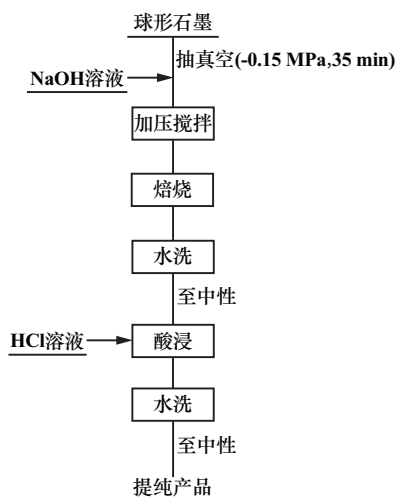 球形石墨
抽真空(-0.15 MPa,35 min)
NaOH溶液
加压搅拌
焙烧
水洗
至中性
HCl溶液
酸浸
水洗
至中性
提纯产品